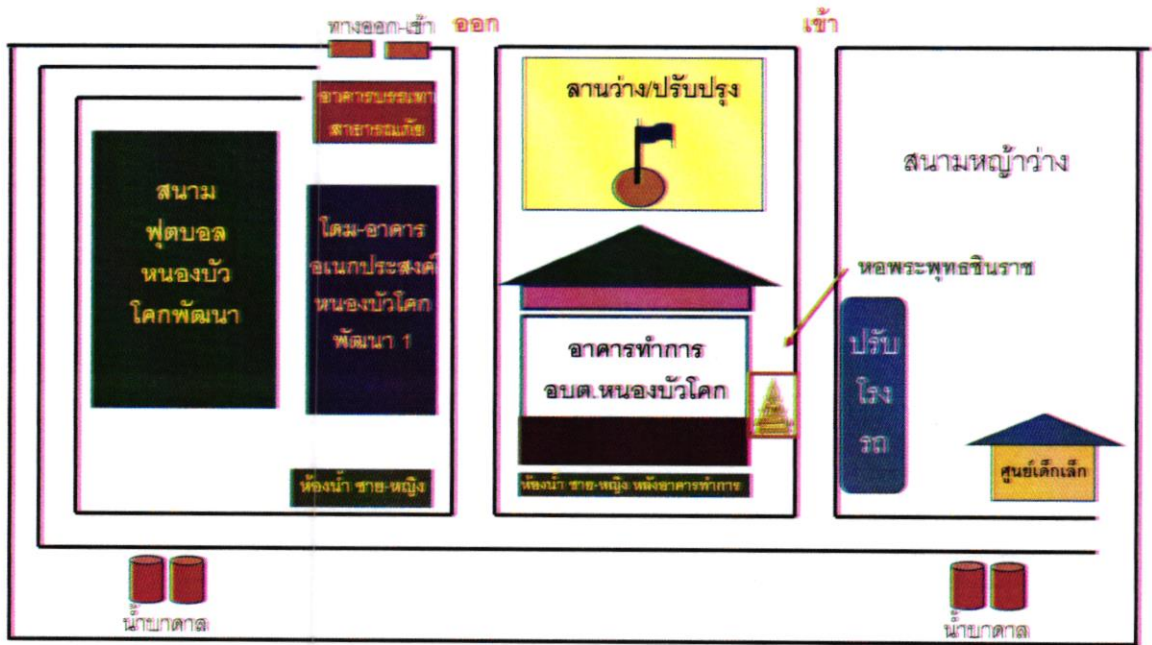 ทางออก-เข้า
ออก
เข้า
อาคารบรรเทา
สาธารณภัย
ลานว่าง/ปรับปรุง
สนามหญ้าว่าง
สนาม
ฟุตบอล
หนองบัว
โคกพัฒนา
โดม-อาคาร
อเนกประสงค์
หนองบัวโคก
พัฒนา 1
หอพระพุทธชินราช
อาคารทำการ
อบต.หนองบัวโคก
ปรับ
โรง
รถ
ศูนย์เด็กเล็ก
ห้องน้ำ ชาย-หญิง
ห้องน้ำ ชาย-หญิง หลังอาคารทำการ
น้ำบาดาล
น้ำบาดาล